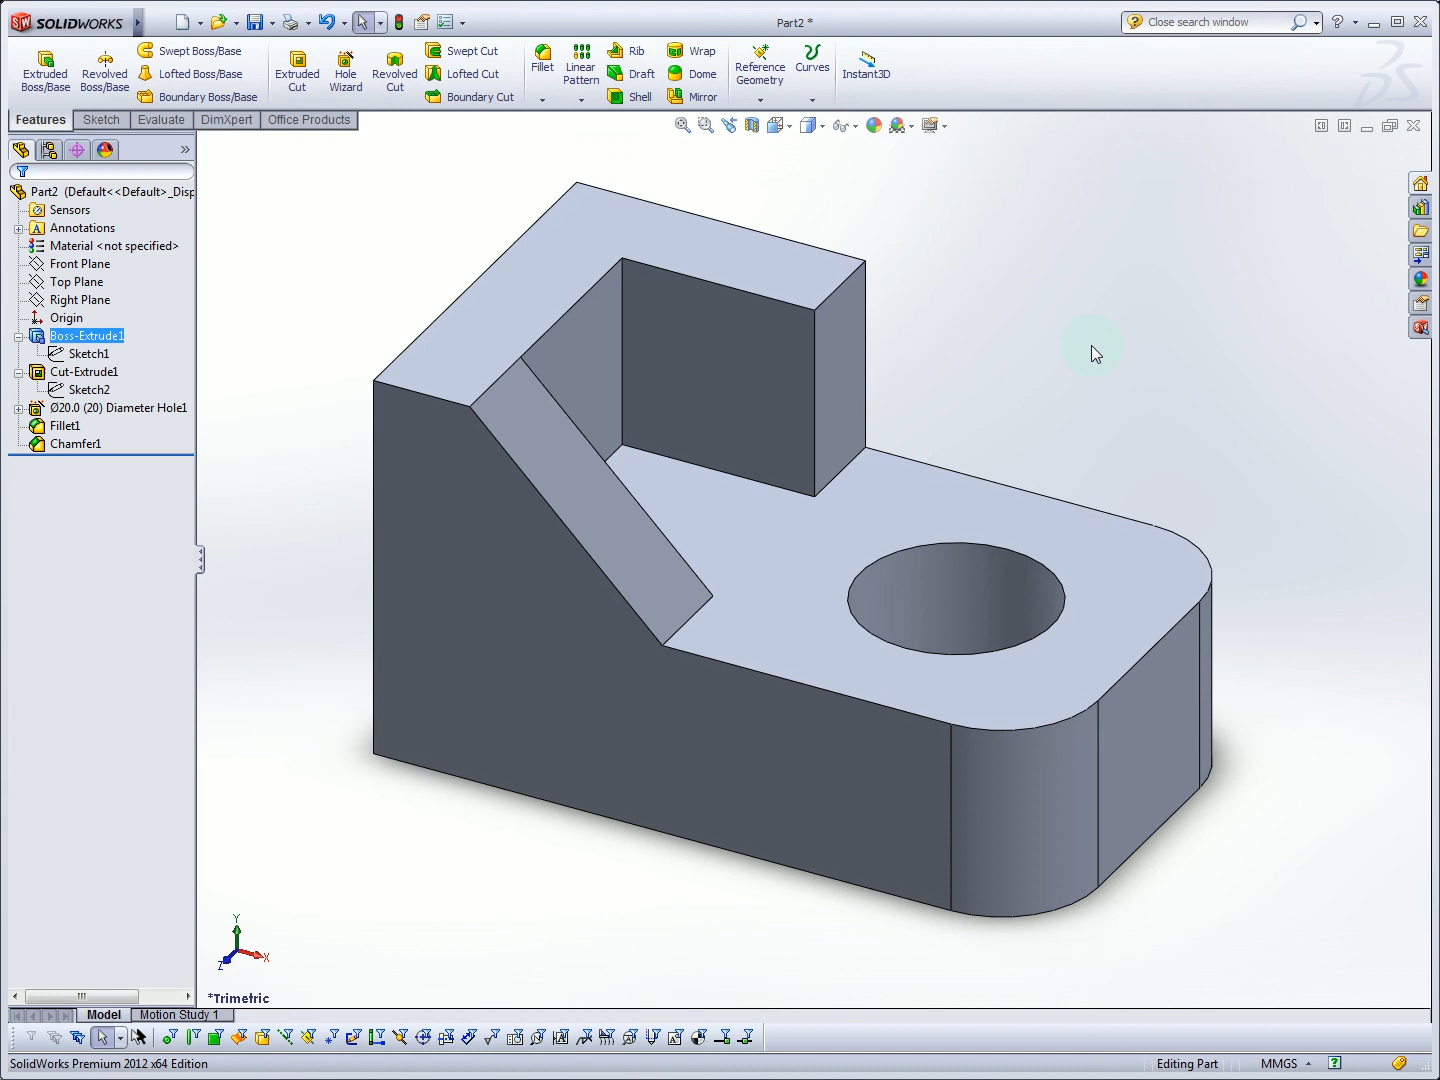 SOLIDWORKS
Part2 *
Close search window
Extruded Boss/Base
Revolved Boss/Base
Swept Boss/Base
Lofted Boss/Base
Boundary Boss/Base
Extruded Cut
Hole Wizard
Revolved Cut
Swept Cut
Lofted Cut
Boundary Cut
Fillet
Linear Pattern
Rib
Draft
Shell
Wrap
Dome
Mirror
Reference Geometry
Curves
Instant3D
Features
Sketch
Evaluate
DimXpert
Office Products
Part2 (Default<<Default>_Disp
Sensors
Annotations
Material <not specified>
Front Plane
Top Plane
Right Plane
Origin
Boss-Extrude1
Sketch1
Cut-Extrude1
Sketch2
Ø20.0 (20) Diameter Hole1
Fillet1
Chamfer1
Y
X
Z
*Trimetric
Model
Motion Study 1
SolidWorks Premium 2012 x64 Edition
Editing Part
MMGS